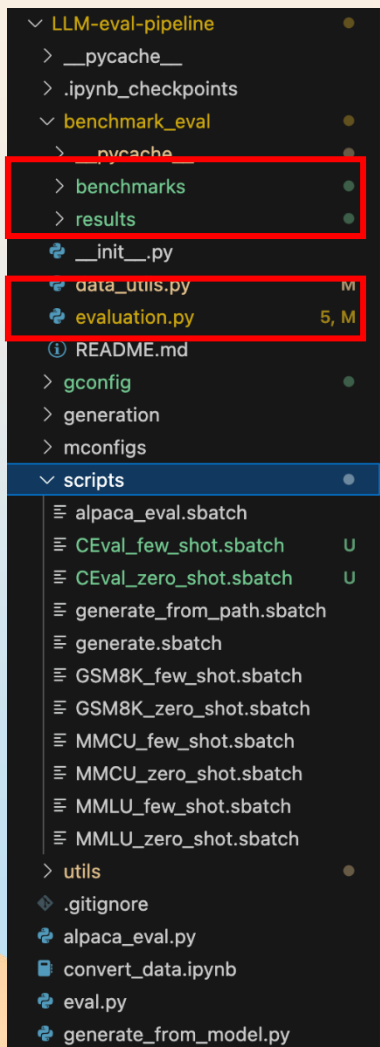 LLM-eval-pipeline
__pycache__
.ipynb_checkpoints
benchmark_eval
__pycache__
benchmarks
results
__init__.py
data_utils.py M
evaluation.py 5, M
README.md
gconfig
generation
mconfigs
scripts
alpaca_eval.sbatch
CEval_few_shot.sbatch U
CEval_zero_shot.sbatch U
generate_from_path.sbatch
generate.sbatch
GSM8K_few_shot.sbatch
GSM8K_zero_shot.sbatch
MMCU_few_shot.sbatch
MMCU_zero_shot.sbatch
MMLU_few_shot.sbatch
MMLU_zero_shot.sbatch
utils
.gitignore
alpaca_eval.py
convert_data.ipynb
eval.py
generate_from_model.py